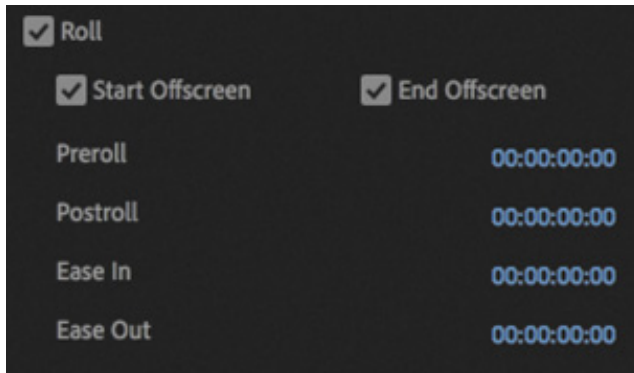 Roll
Start Offscreen End Offscreen
Preroll 00:00:00:00
Postroll 00:00:00:00
Ease In 00:00:00:00
Ease Out 00:00:00:00